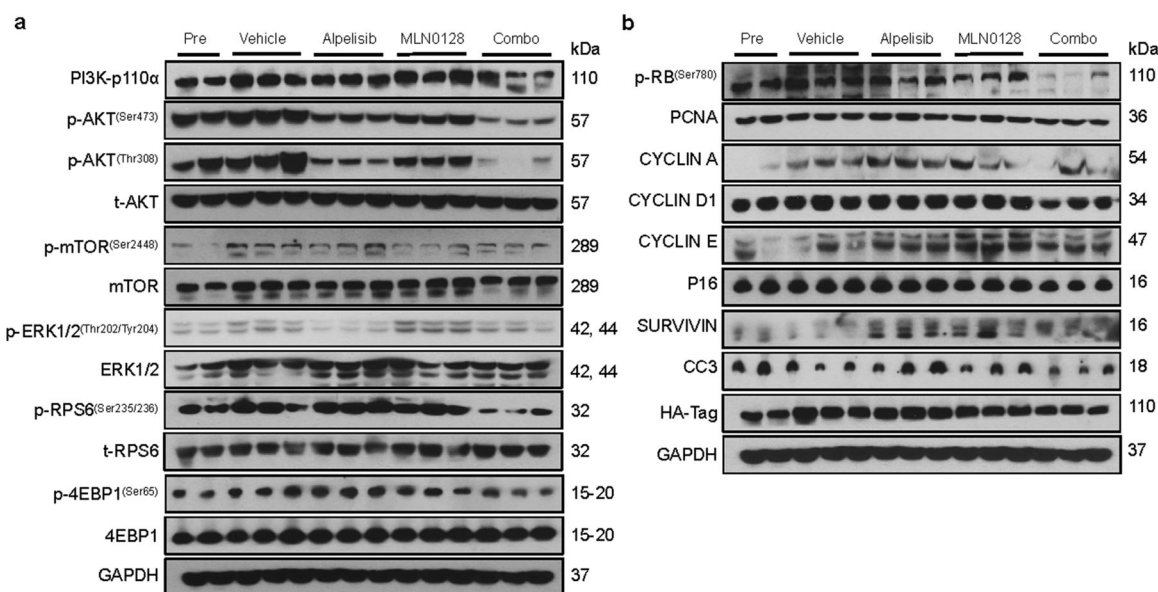 a
Pre Vehicle Alpelisib MLN0128 Combo kDa
PI3K-p110α 110
p-AKT(Ser473) 57
p-AKT(Thr308) 57
t-AKT 57
p-mTOR(Ser2448) 289
mTOR 289
p-ERK1/2(Thr202/Tyr204) 42, 44
ERK1/2 42, 44
p-RPS6(Ser235/236) 32
t-RPS6 32
p-4EBP1(Ser65) 15-20
4EBP1 15-20
GAPDH 37
b
Pre Vehicle Alpelisib MLN0128 Combo kDa
p-RB(Ser780) 110
PCNA 36
CYCLIN A 54
CYCLIN D1 34
CYCLIN E 47
P16 16
SURVIVIN 16
CC3 18
HA-Tag 110
GAPDH 37